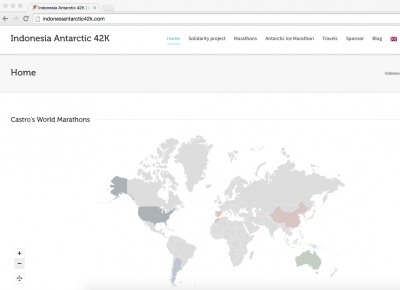 Indonesia Antarctic 42K |
indonesiantarctic42k.com
Indonesia Antarctic 42K
Home Solidarity project Marathons Antarctic Ice Marathon Travels Sponsor Blog
Home
Castro's World Marathons
+
−